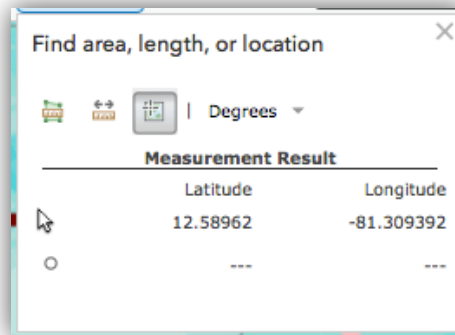 Find area, length, or location
| Degrees
Measurement Result
Latitude Longitude
12.58962 -81.309392
--- ---